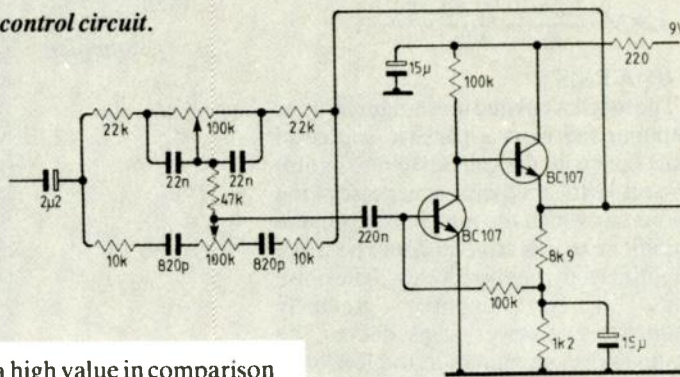 control circuit.
9V
220
15μ
100k
22k
100k
22k
22n
22n
47k
BC107
2μ2
220n
BC107
10k
820p
100k
820p
10k
8k9
100k
1k2
15μ
a high value in comparison